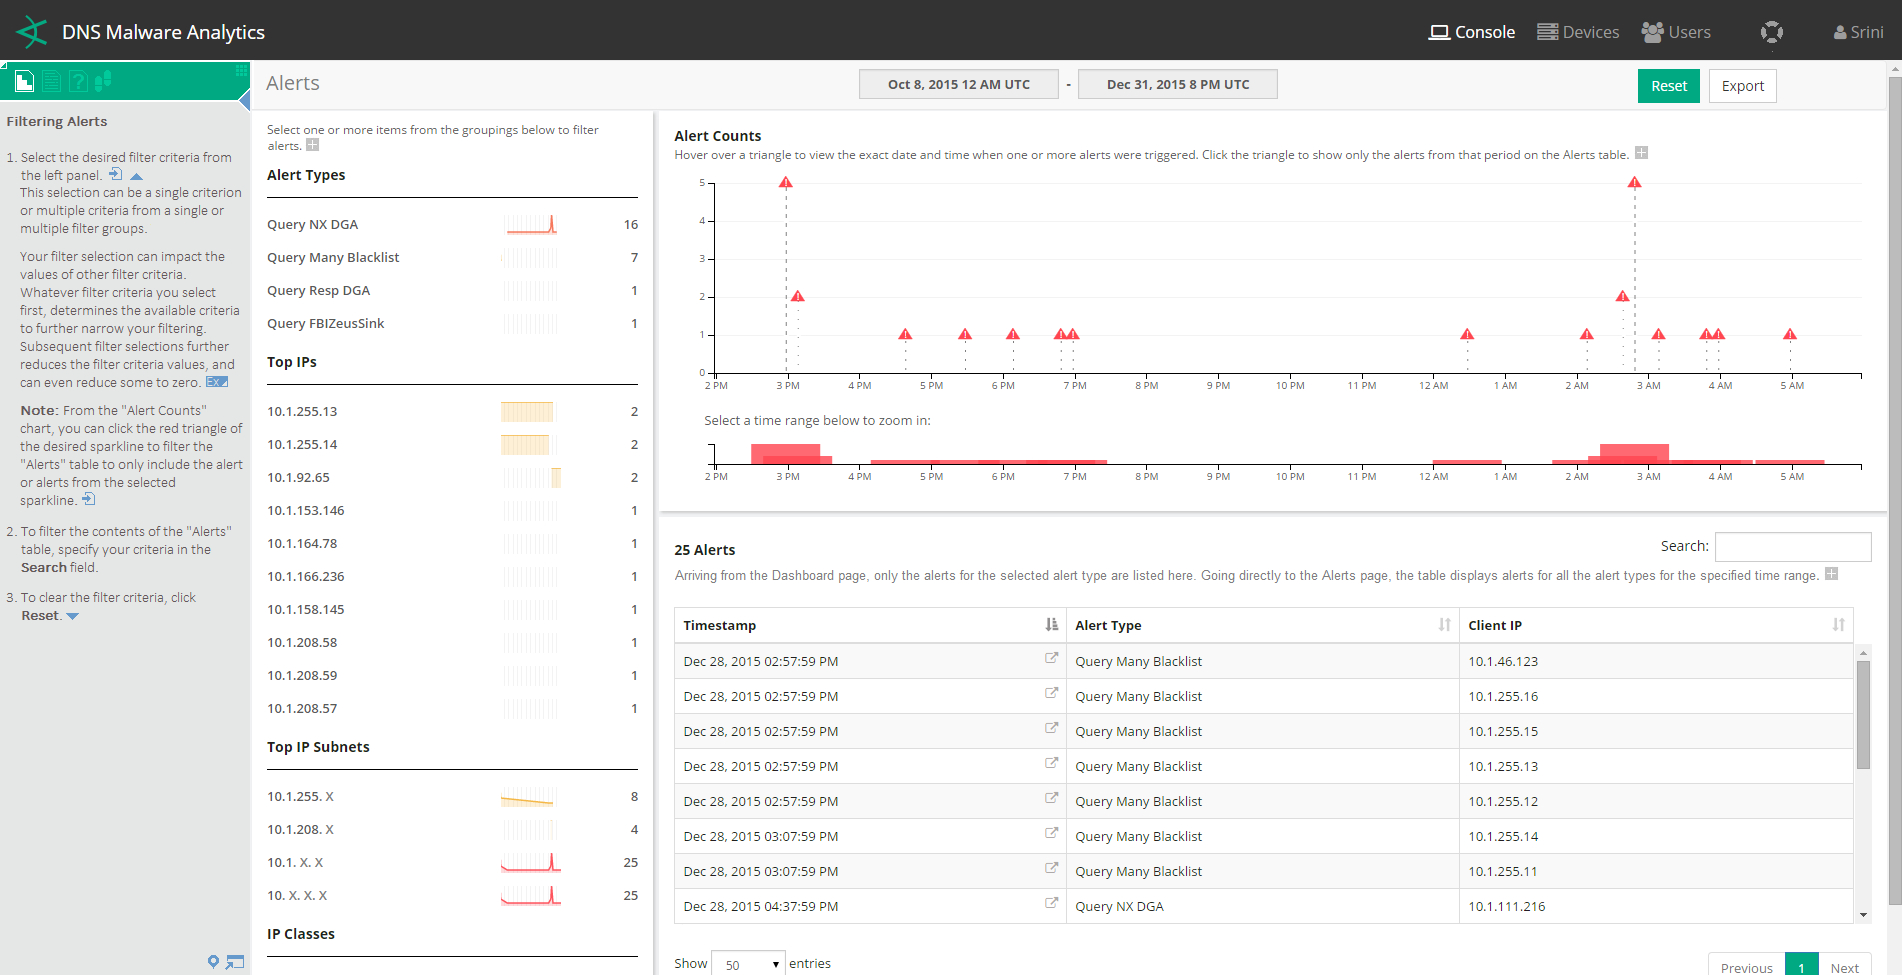 DNS Malware Analytics
Console
Devices
Users
Srini
Filtering Alerts
1. Select the desired filter criteria from
the left panel.
This selection can be a single criterion
or multiple criteria from a single or
multiple filter groups.
Your filter selection can impact the
values of other filter criteria.
Whatever filter criteria you select
first, determines the available criteria
to further narrow your filtering.
Subsequent filter selections further
reduces the filter criteria values, and
can even reduce some to zero. Ex
Note: From the "Alert Counts"
chart, you can click the red triangle of
the desired sparkline to filter the
"Alerts" table to only include the alert
or alerts from the selected
sparkline.
2. To filter the contents of the "Alerts"
table, specify your criteria in the
Search field.
3. To clear the filter criteria, click
Reset.
Alerts
Oct 8, 2015 12 AM UTC - Dec 31, 2015 8 PM UTC
Reset
Export
Select one or more items from the groupings below to filter
alerts.
Alert Types
Query NX DGA 16
Query Many Blacklist 7
Query Resp DGA 1
Query FBIZeusSink 1
Top IPs
10.1.255.13 2
10.1.255.14 2
10.1.92.65 2
10.1.153.146 1
10.1.164.78 1
10.1.166.236 1
10.1.158.145 1
10.1.208.58 1
10.1.208.59 1
10.1.208.57 1
Top IP Subnets
10.1.255. X 8
10.1.208. X 4
10.1. X. X 25
10. X. X. X 25
IP Classes
Alert Counts
Hover over a triangle to view the exact date and time when one or more alerts were triggered. Click the triangle to show only the alerts from that period on the Alerts table.
5
4
3
2
1
0
2 PM 3 PM 4 PM 5 PM 6 PM 7 PM 8 PM 9 PM 10 PM 11 PM 12 AM 1 AM 2 AM 3 AM 4 AM 5 AM
Select a time range below to zoom in:
2 PM 3 PM 4 PM 5 PM 6 PM 7 PM 8 PM 9 PM 10 PM 11 PM 12 AM 1 AM 2 AM 3 AM 4 AM 5 AM
25 Alerts
Search:
Arriving from the Dashboard page, only the alerts for the selected alert type are listed here. Going directly to the Alerts page, the table displays alerts for all the alert types for the specified time range.
Timestamp Alert Type Client IP
Dec 28, 2015 02:57:59 PM Query Many Blacklist 10.1.46.123
Dec 28, 2015 02:57:59 PM Query Many Blacklist 10.1.255.16
Dec 28, 2015 02:57:59 PM Query Many Blacklist 10.1.255.15
Dec 28, 2015 02:57:59 PM Query Many Blacklist 10.1.255.13
Dec 28, 2015 02:57:59 PM Query Many Blacklist 10.1.255.12
Dec 28, 2015 03:07:59 PM Query Many Blacklist 10.1.255.14
Dec 28, 2015 03:07:59 PM Query Many Blacklist 10.1.255.11
Dec 28, 2015 04:37:59 PM Query NX DGA 10.1.111.216
Show 50 entries
Previous 1 Next